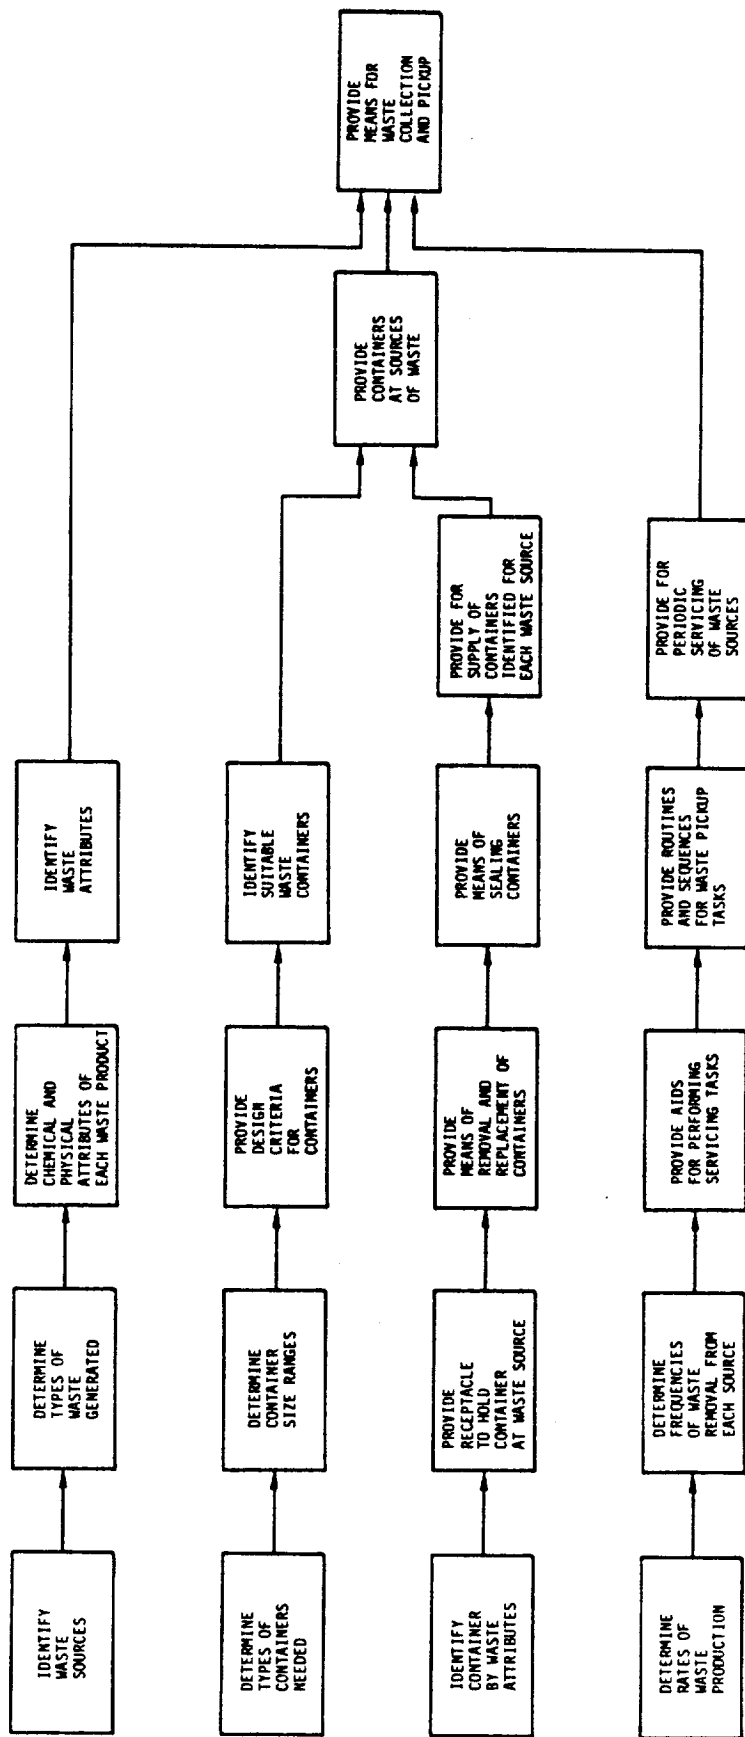 IDENTIFY
WASTE
SOURCES
DETERMINE
TYPES OF
WASTE
GENERATED
DETERMINE
CHEMICAL AND
PHYSICAL
ATTRIBUTES OF
EACH WASTE PRODUCT
IDENTIFY
WASTE
ATTRIBUTES
DETERMINE
TYPES OF
CONTAINERS
NEEDED
DETERMINE
CONTAINER
SIZE RANGES
PROVIDE
DESIGN
CRITERIA
FOR
CONTAINERS
IDENTIFY
SUITABLE
WASTE
CONTAINERS
IDENTIFY
CONTAINER
BY WASTE
ATTRIBUTES
PROVIDE
RECEPTACLE
TO HOLD
CONTAINER
AT WASTE SOURCE
PROVIDE
MEANS OF
REMOVAL AND
REPLACEMENT OF
CONTAINERS
PROVIDE
MEANS OF
SEALING
CONTAINERS
PROVIDE FOR
SUPPLY OF
CONTAINERS
IDENTIFIED FOR
EACH WASTE SOURCE
PROVIDE
CONTAINERS
AT SOURCES
OF WASTE
PROVIDE
MEANS FOR
WASTE
COLLECTION
AND PICKUP
DETERMINE
RATES OF
WASTE
PRODUCTION
DETERMINE
FREQUENCIES
OF WASTE
REMOVAL FROM
EACH SOURCE
PROVIDE AIDS
FOR PERFORMING
SERVICING TASKS
PROVIDE ROUTINES
AND SEQUENCES
FOR WASTE PICKUP
TASKS
PROVIDE FOR
PERIODIC
SERVICING
OF WASTE
SOURCES